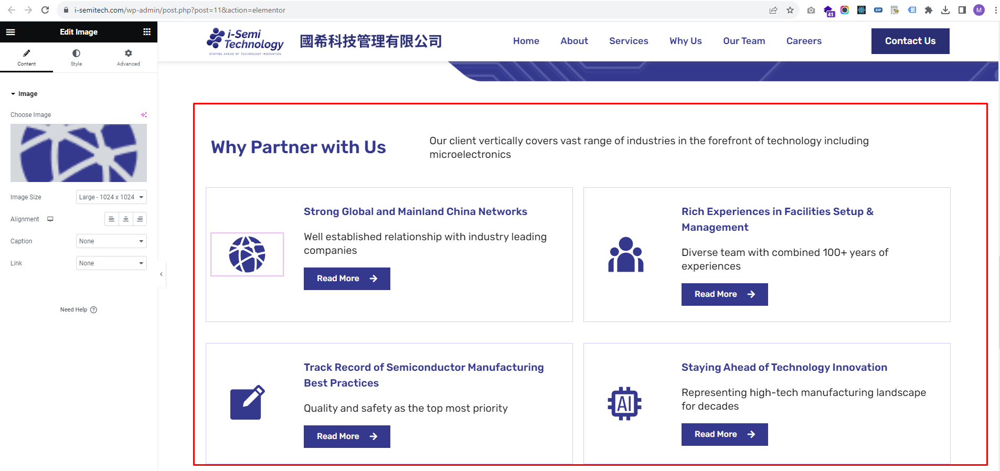 i-semitech.com/wp-admin/post.php?post=11&action=elementor
41
ZIP
M
Edit Image
Content
Style
Advanced
Image
Choose Image
Image Size
Large - 1024 x 1024
Alignment
Caption
None
Link
None
Need Help
i-Semi
Technology
STAYING AHEAD OF TECHNOLOGY INNOVATION
國希科技管理有限公司
Home
About
Services
Why Us
Our Team
Careers
Contact Us
Why Partner with Us
Our client vertically covers vast range of industries in the forefront of technology including
microelectronics
Strong Global and Mainland China Networks
Well established relationship with industry leading
companies
Read More
Rich Experiences in Facilities Setup &
Management
Diverse team with combined 100+ years of
experiences
Read More
Track Record of Semiconductor Manufacturing
Best Practices
Quality and safety as the top most priority
Read More
AI
Staying Ahead of Technology Innovation
Representing high-tech manufacturing landscape
for decades
Read More